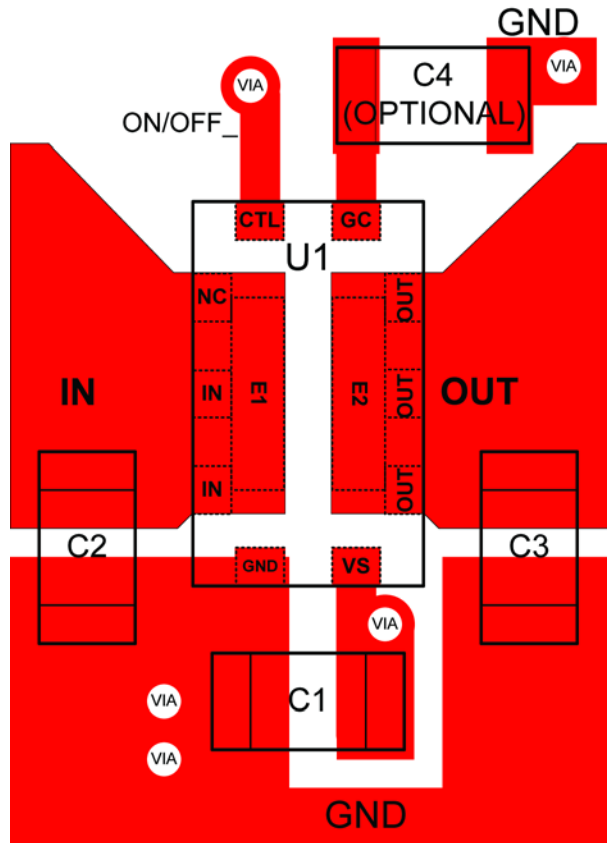 GND
VIA
C4
VIA
(OPTIONAL)
ON/OFF_
CTL
GC
U1
NC
OUT
IN
IN
E1
E2
OUT
OUT
IN
OUT
C2
C3
GND
VS
VIA
VIA
C1
VIA
GND